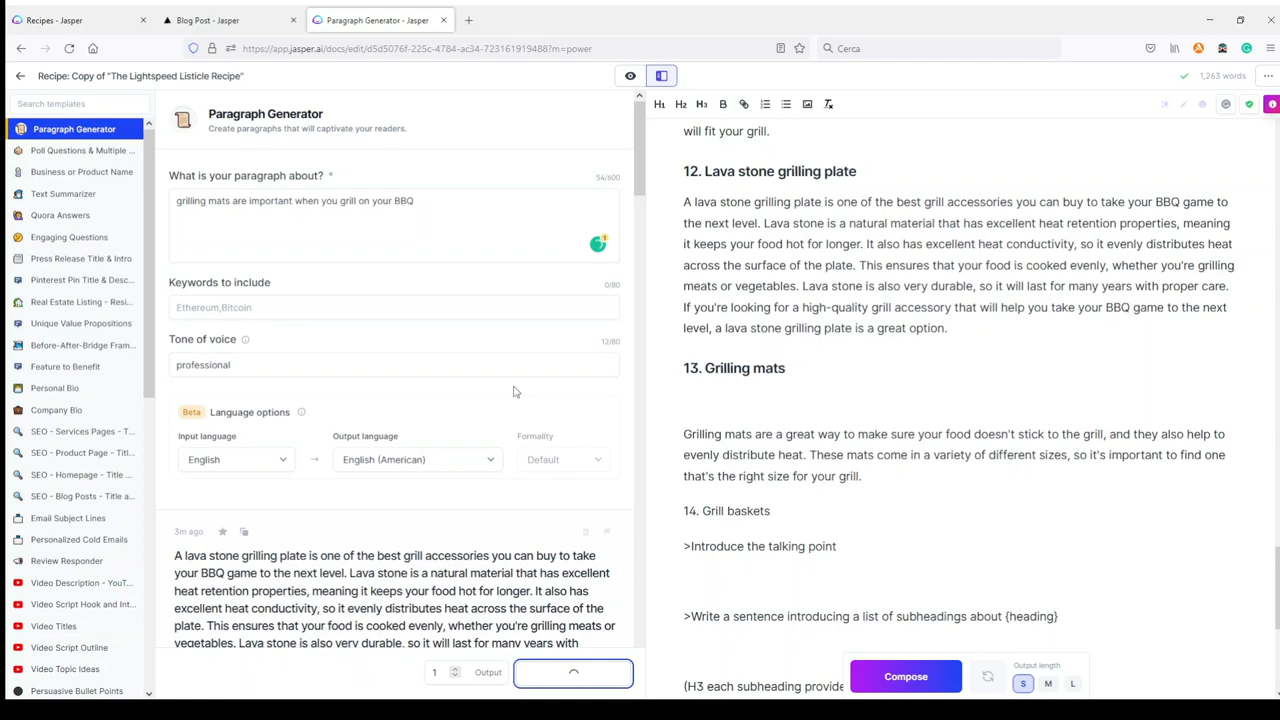 Recipes - Jasper
Blog Post - Jasper
Paragraph Generator - Jasper
https://app.jasper.ai/docs/edit/d5d5076f-225c-4784-ac34-723161919488?m=power
Cerca
Recipe: Copy of "The Lightspeed Listicle Recipe"
1,263 words
Search templates
Paragraph Generator
Poll Questions & Multiple ...
Business or Product Name
Text Summarizer
Quora Answers
Engaging Questions
Press Release Title & Intro
Pinterest Pin Title & Desc...
Real Estate Listing - Resi...
Unique Value Propositions
Before-After-Bridge Fram...
Feature to Benefit
Personal Bio
Company Bio
SEO - Services Pages - T...
SEO - Product Page - Titl...
SEO - Homepage - Title ...
SEO - Blog Posts - Title a...
Email Subject Lines
Personalized Cold Emails
Review Responder
Video Description - YouT...
Video Script Hook and Int...
Video Titles
Video Script Outline
Video Topic Ideas
Persuasive Bullet Points
Paragraph Generator
Create paragraphs that will captivate your readers.
What is your paragraph about? *
54/600
grilling mats are important when you grill on your BBQ
1
Keywords to include
0/80
Ethereum,Bitcoin
Tone of voice
12/80
professional
Beta Language options
Input language
Output language
Formality
English
→
English (American)
Default
3m ago
A lava stone grilling plate is one of the best grill accessories you can buy to take
your BBQ game to the next level. Lava stone is a natural material that has excellent
heat retention properties, meaning it keeps your food hot for longer. It also has
excellent heat conductivity, so it evenly distributes heat across the surface of the
plate. This ensures that your food is cooked evenly, whether you're grilling meats or
vegetables. Lava stone is also very durable, so it will last for many years with
1
Output
H1 H2 H3 B
will fit your grill.
12. Lava stone grilling plate
A lava stone grilling plate is one of the best grill accessories you can buy to take your BBQ game to
the next level. Lava stone is a natural material that has excellent heat retention properties, meaning
it keeps your food hot for longer. It also has excellent heat conductivity, so it evenly distributes heat
across the surface of the plate. This ensures that your food is cooked evenly, whether you're grilling
meats or vegetables. Lava stone is also very durable, so it will last for many years with proper care.
If you're looking for a high-quality grill accessory that will help you take your BBQ game to the next
level, a lava stone grilling plate is a great option.
13. Grilling mats
Grilling mats are a great way to make sure your food doesn't stick to the grill, and they also help to
evenly distribute heat. These mats come in a variety of different sizes, so it's important to find one
that's the right size for your grill.
14. Grill baskets
>Introduce the talking point
>Write a sentence introducing a list of subheadings about {heading}
(H3 each subheading provide
Compose
Output length
S M L